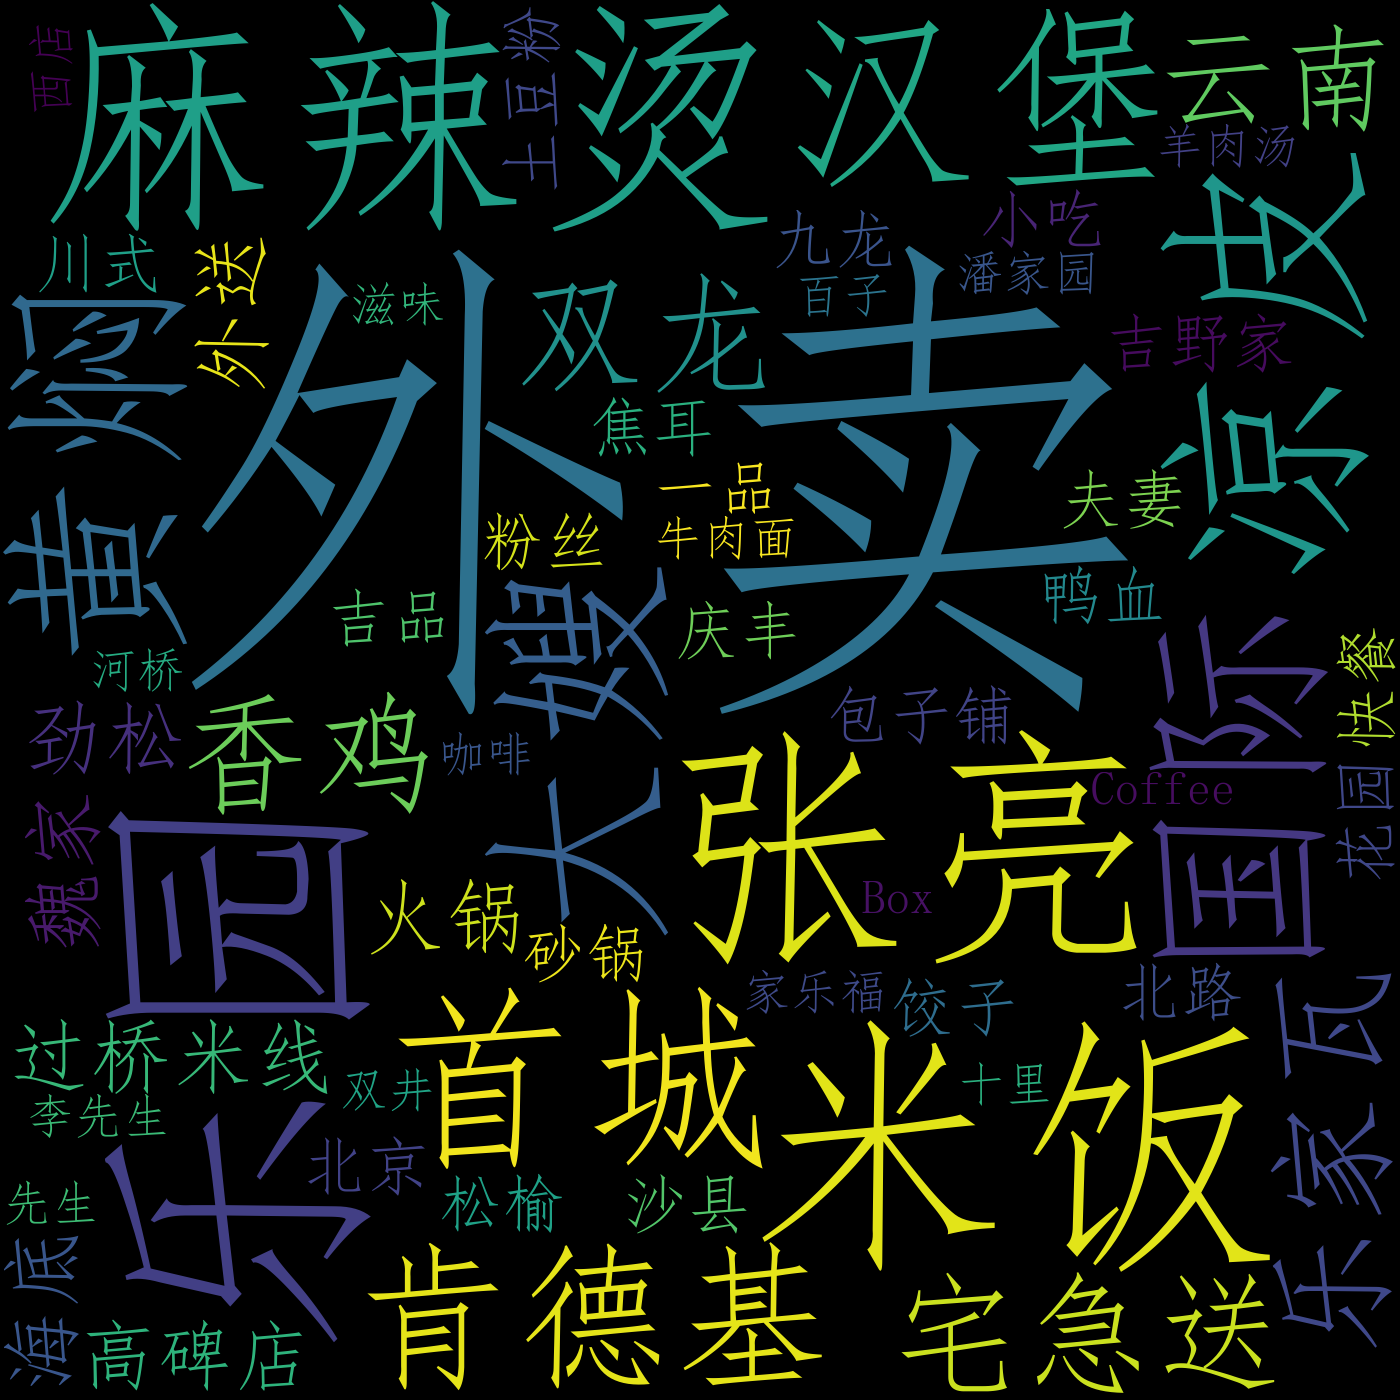 西店
麻辣烫
土豆粉
汉堡
云南
羊肉汤
凉皮
川式
外送
滋味
双龙
九龙
百子
小吃
潘家园
吉野家
黄焖
外卖
焦耳
一品
牛肉面
粉丝
夫妻
鸭血
吉品
大嫂
庆丰
河桥
劲松
香鸡
咖啡
包子铺
国际
快餐
花园
魏家
乐园
张亮
Coffee
Box
火锅
砂锅
家乐福
饺子
北路
乐家瓦
过桥米线
首城
米饭
双井
十里
李先生
北京
松榆
沙县
先生
海底
高碑店
肯德基
宅急送